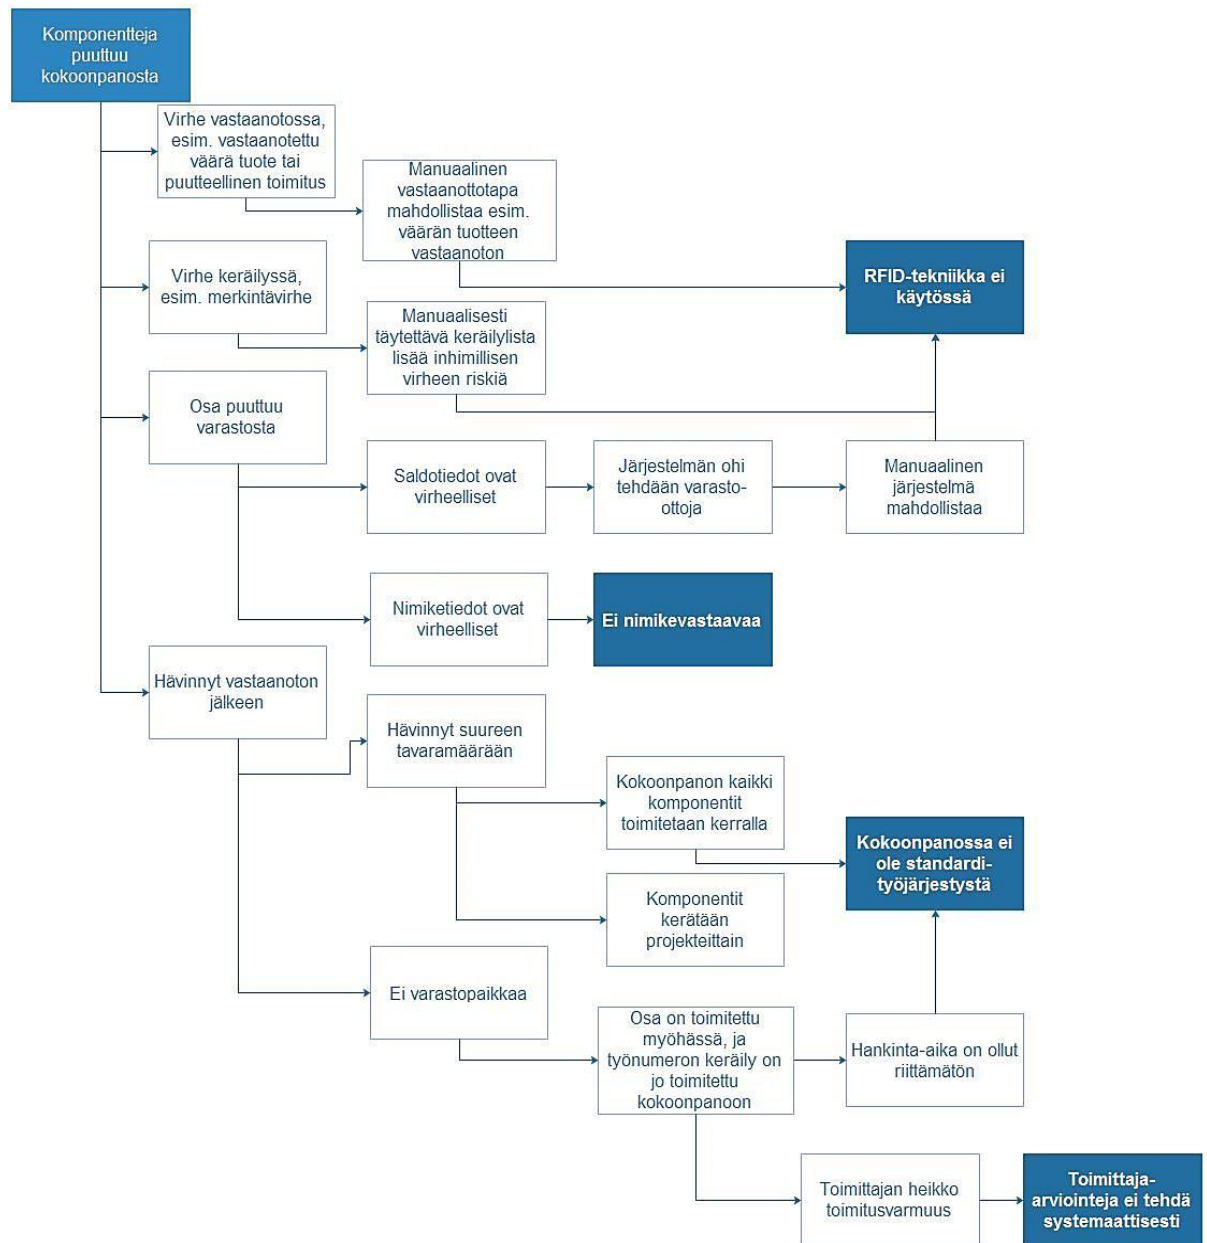 Komponentteja
puuttuu
kokoonpanosta
Virhe vastaanotossa,
esim. vastaanotettu
väärä tuote tai
puutteellinen toimitus
Manuaalinen
vastaanottotapa
mahdollistaa esim.
väärän tuotteen
vastaanoton
Virhe keräilyssä,
esim. merkintävirhe
RFID-tekniikka ei
käytössä
Manuaalisesti
täytettävä keräilylista
lisää inhimillisen
virheen riskiä
Osa puuttuu
varastosta
Saldotiedot ovat
virheelliset
Järjestelmän ohi
tehdään varasto-
ottoja
Manuaalinen
järjestelmä
mahdollistaa
Nimiketiedot ovat
virheelliset
Ei nimikevastaavaa
Hävinnyt vastaanoton
jälkeen
Hävinnyt suureen
tavaramäärään
Kokoonpanon kaikki
komponentit
toimitetaan kerralla
Kokoonpanossa ei
ole standardi-
työjärjestystä
Komponentit
kerätään
projekteittain
Ei varastopaikkaa
Osa on toimitettu
myöhässä, ja
työnumeron keräily on
jo toimitettu
kokoonpanoon
Hankinta-aika on ollut
riittämätön
Toimittajan heikko
toimitusvarmuus
Toimittaja-
arviointeja ei tehdä
systemaattisesti